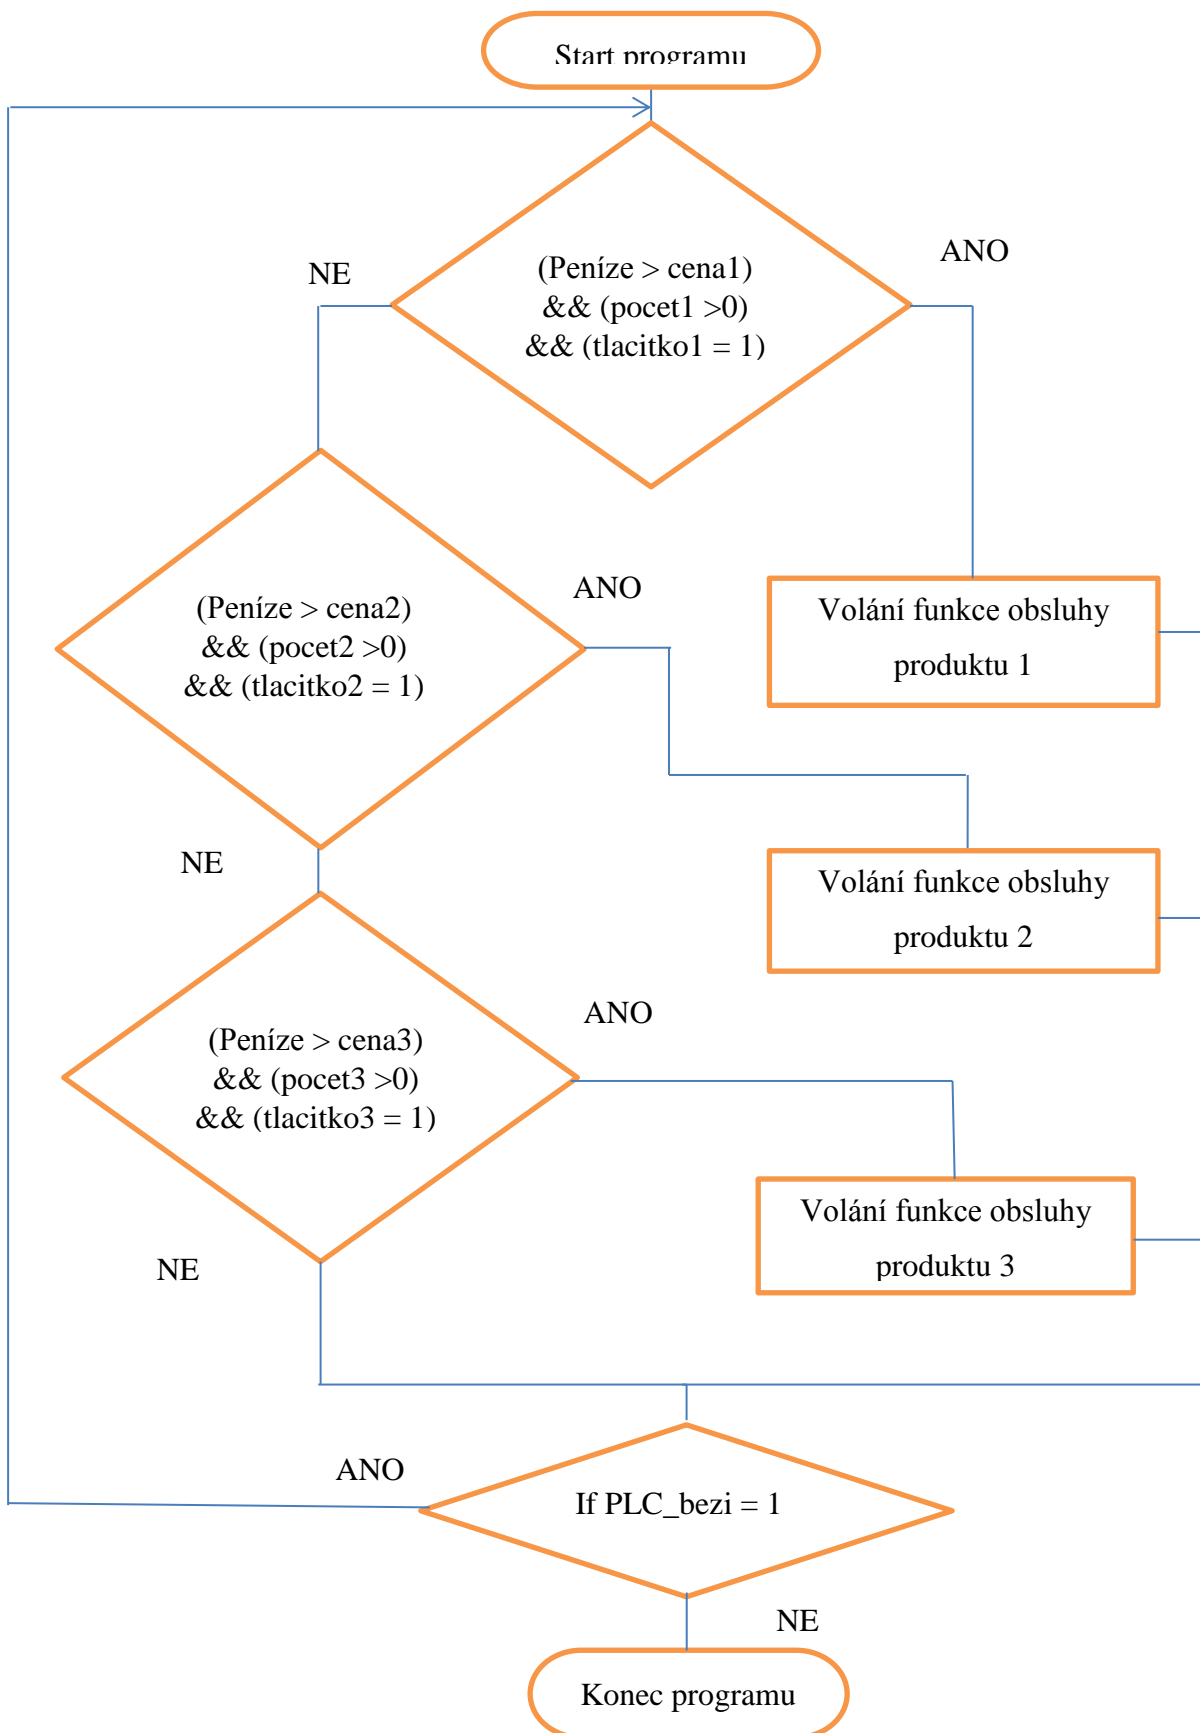 Start programu
NE
(Peníze > cena1)
&& (pocet1 >0)
&& (tlacitko1 = 1)
ANO
(Peníze > cena2)
&& (pocet2 >0)
&& (tlacitko2 = 1)
ANO
Volání funkce obsluhy
produktu 1
NE
Volání funkce obsluhy
produktu 2
(Peníze > cena3)
&& (pocet3 >0)
&& (tlacitko3 = 1)
ANO
Volání funkce obsluhy
produktu 3
NE
ANO
If PLC_bezi = 1
NE
Konec programu